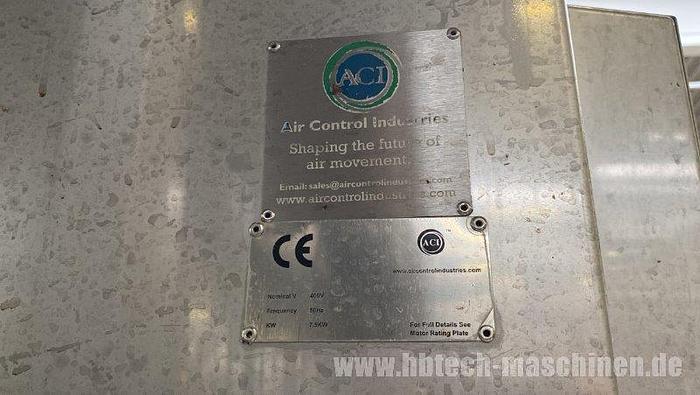 ACI
Air Control Industries
Shaping the future of
air movement.
Email: sales@aircontrolindustries.com
www.aircontrolindustries.com
CE
ACI
www.aircontrolindustries.com
Nominal V 400V
Frequency 50Hz
KW 7.5KW
For Full Details See
Motor Rating Plate
www.hbtech-maschinen.de